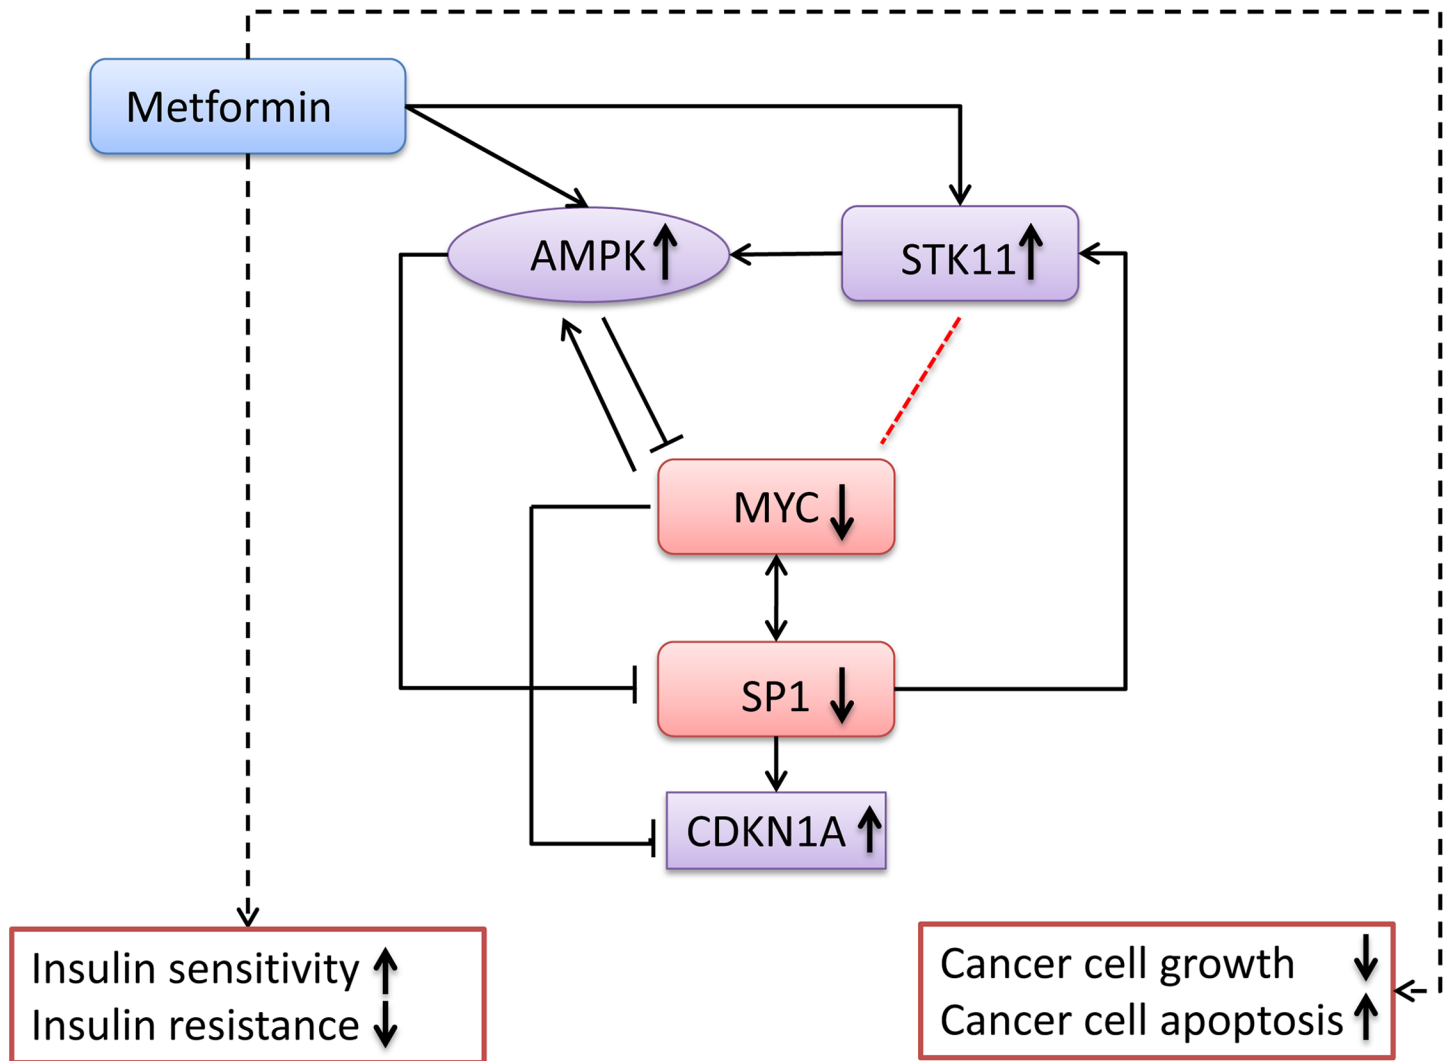 Metformin
AMPK
STK11
MYC
SP1
CDKN1A
Insulin sensitivity
Insulin resistance
Cancer cell growth
Cancer cell apoptosis